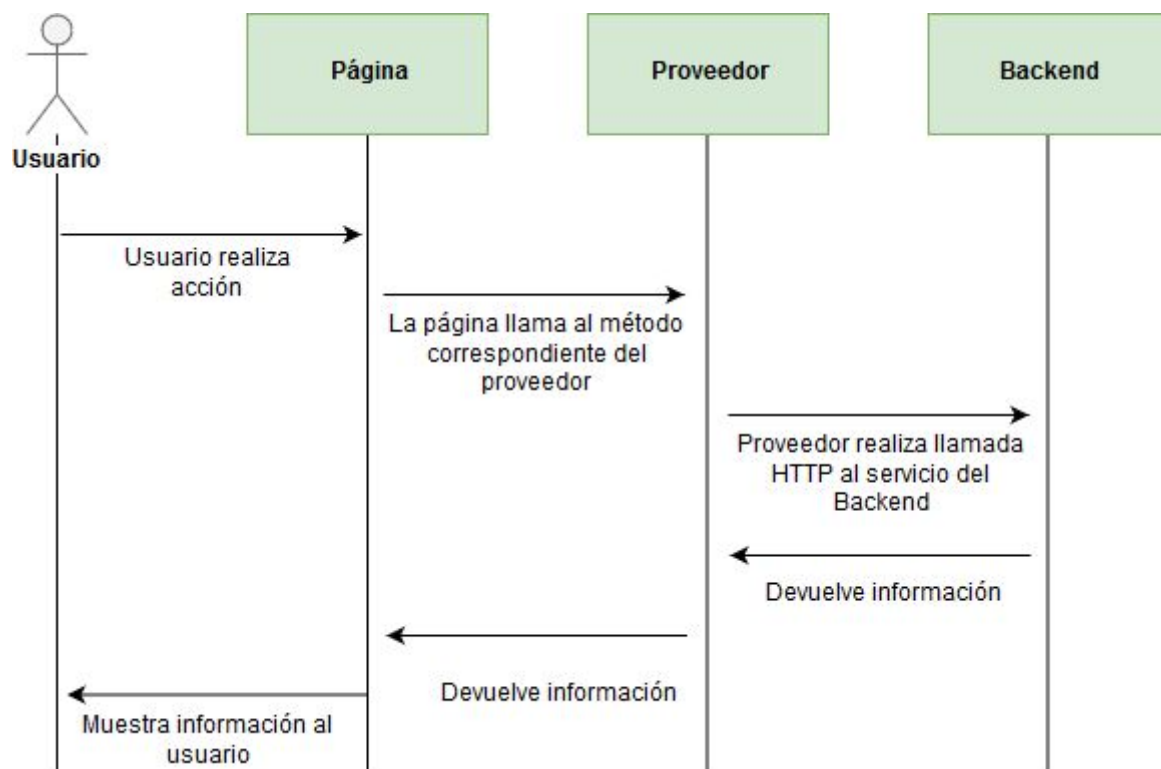 Página
Proveedor
Backend
Usuario
Usuario realiza
acción
La página llama al método
correspondiente del
proveedor
Proveedor realiza llamada
HTTP al servicio del
Backend
Devuelve información
Devuelve información
Muestra información al
usuario